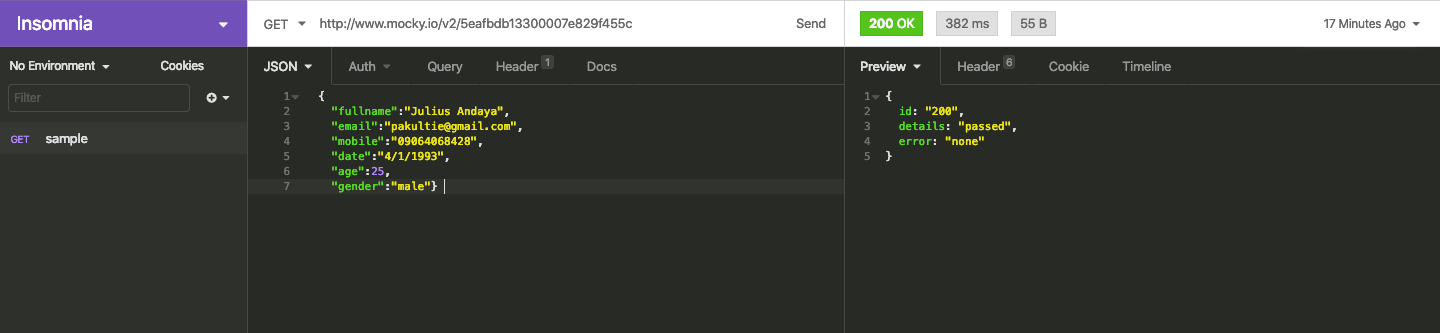 Insomnia
GET http://www.mocky.io/v2/5eafbdb13300007e829f455c Send
200 OK 382 ms 55 B 17 Minutes Ago
No Environment Cookies
Filter
GET sample
JSON Auth Query Header 1 Docs
1 {
2 "fullname":"Julius Andaya",
3 "email":"pakultie@gmail.com",
4 "mobile":"09064068428",
5 "date":"4/1/1993",
6 "age":25,
7 "gender":"male"}
Preview Header 6 Cookie Timeline
1 {
2 id: "200",
3 details: "passed",
4 error: "none"
5 }